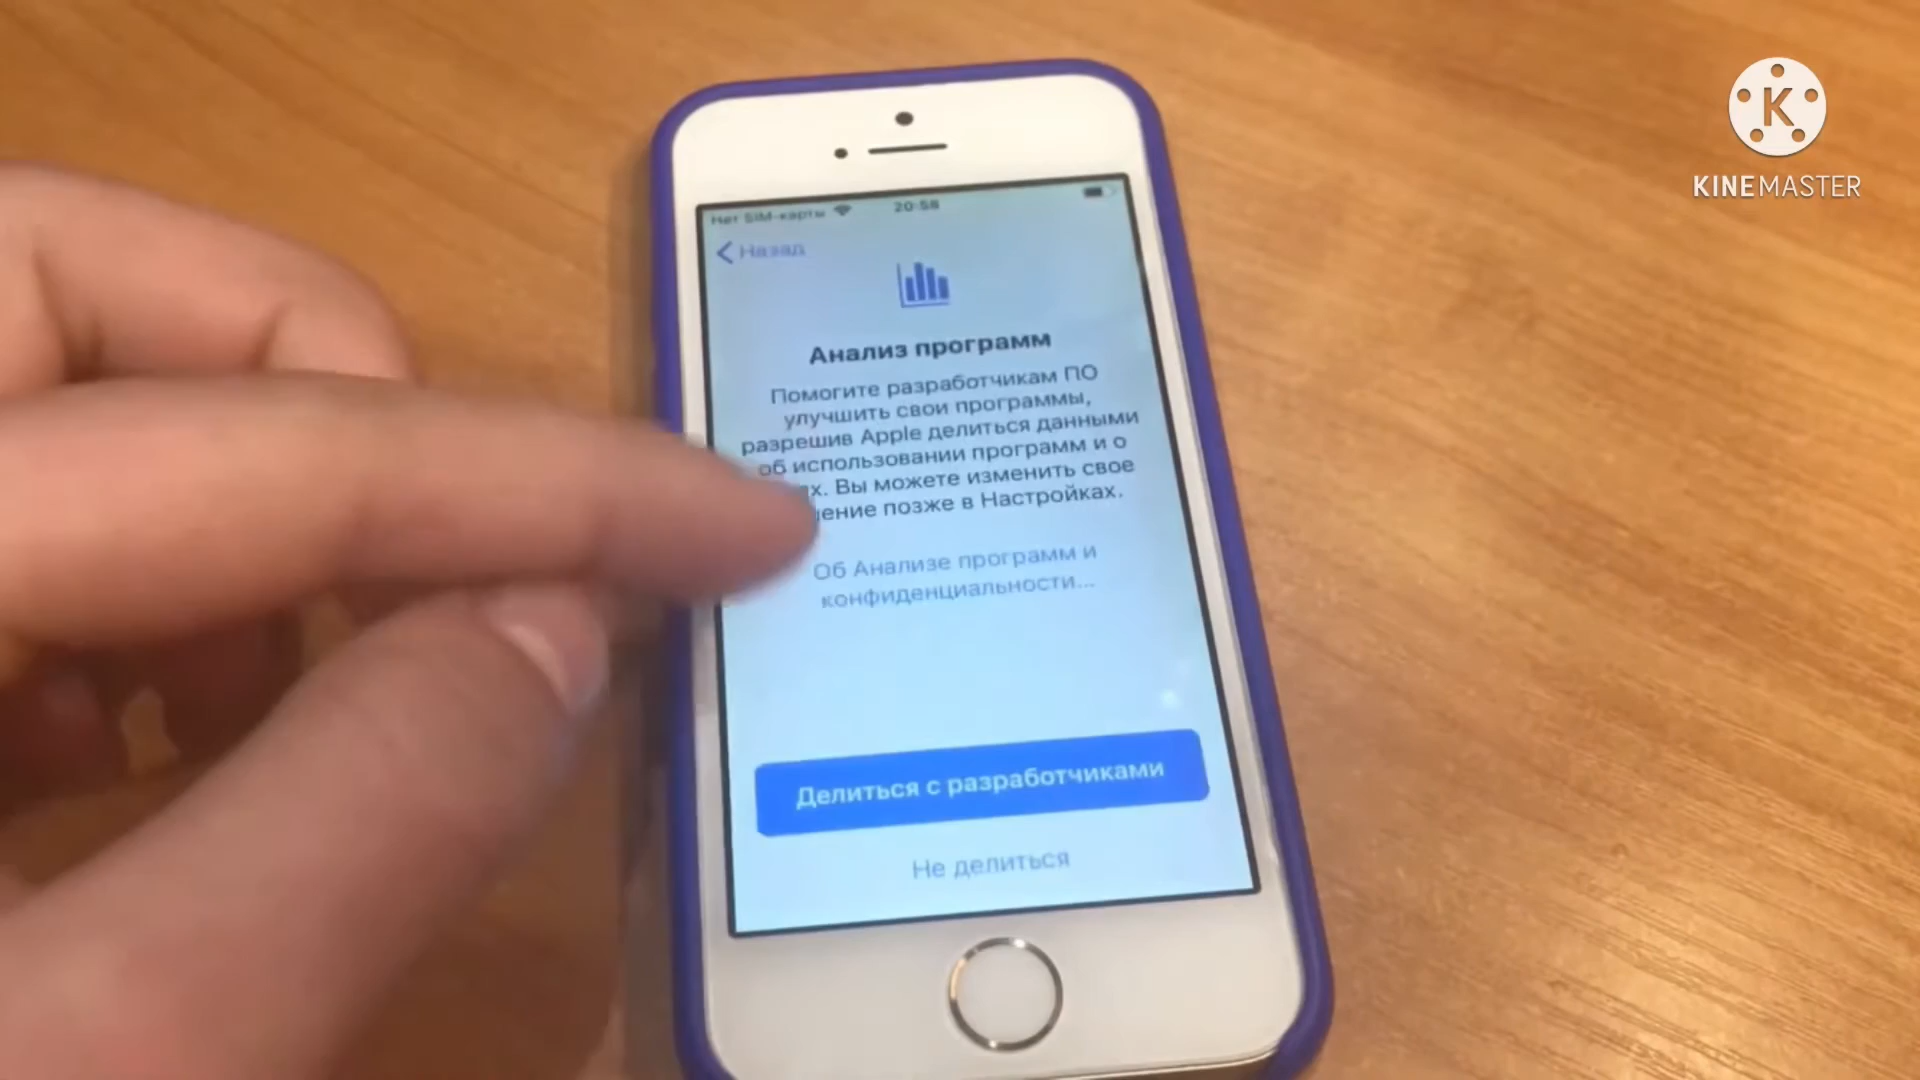 K
KINEMASTER
Нет SIM-карты 20:58
Назад
Анализ программ
Помогите разработчикам ПО
улучшить свои программы,
разрешив Apple делиться данными
об использовании программ и о
Вы можете изменить свое
позже в Настройках.
Об Анализе программ и
конфиденциальности...
Делиться с разработчиками
Не делиться